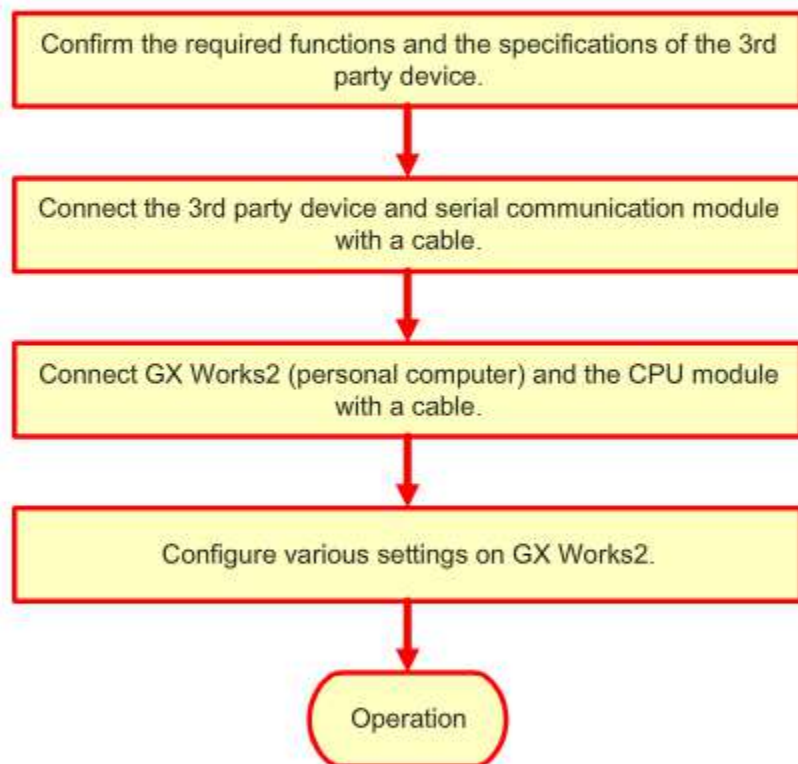 Confirm the required functions and the specifications of the 3rd
party device.
Connect the 3rd party device and serial communication module
with a cable.
Connect GX Works2 (personal computer) and the CPU module
with a cable.
Configure various settings on GX Works2.
Operation